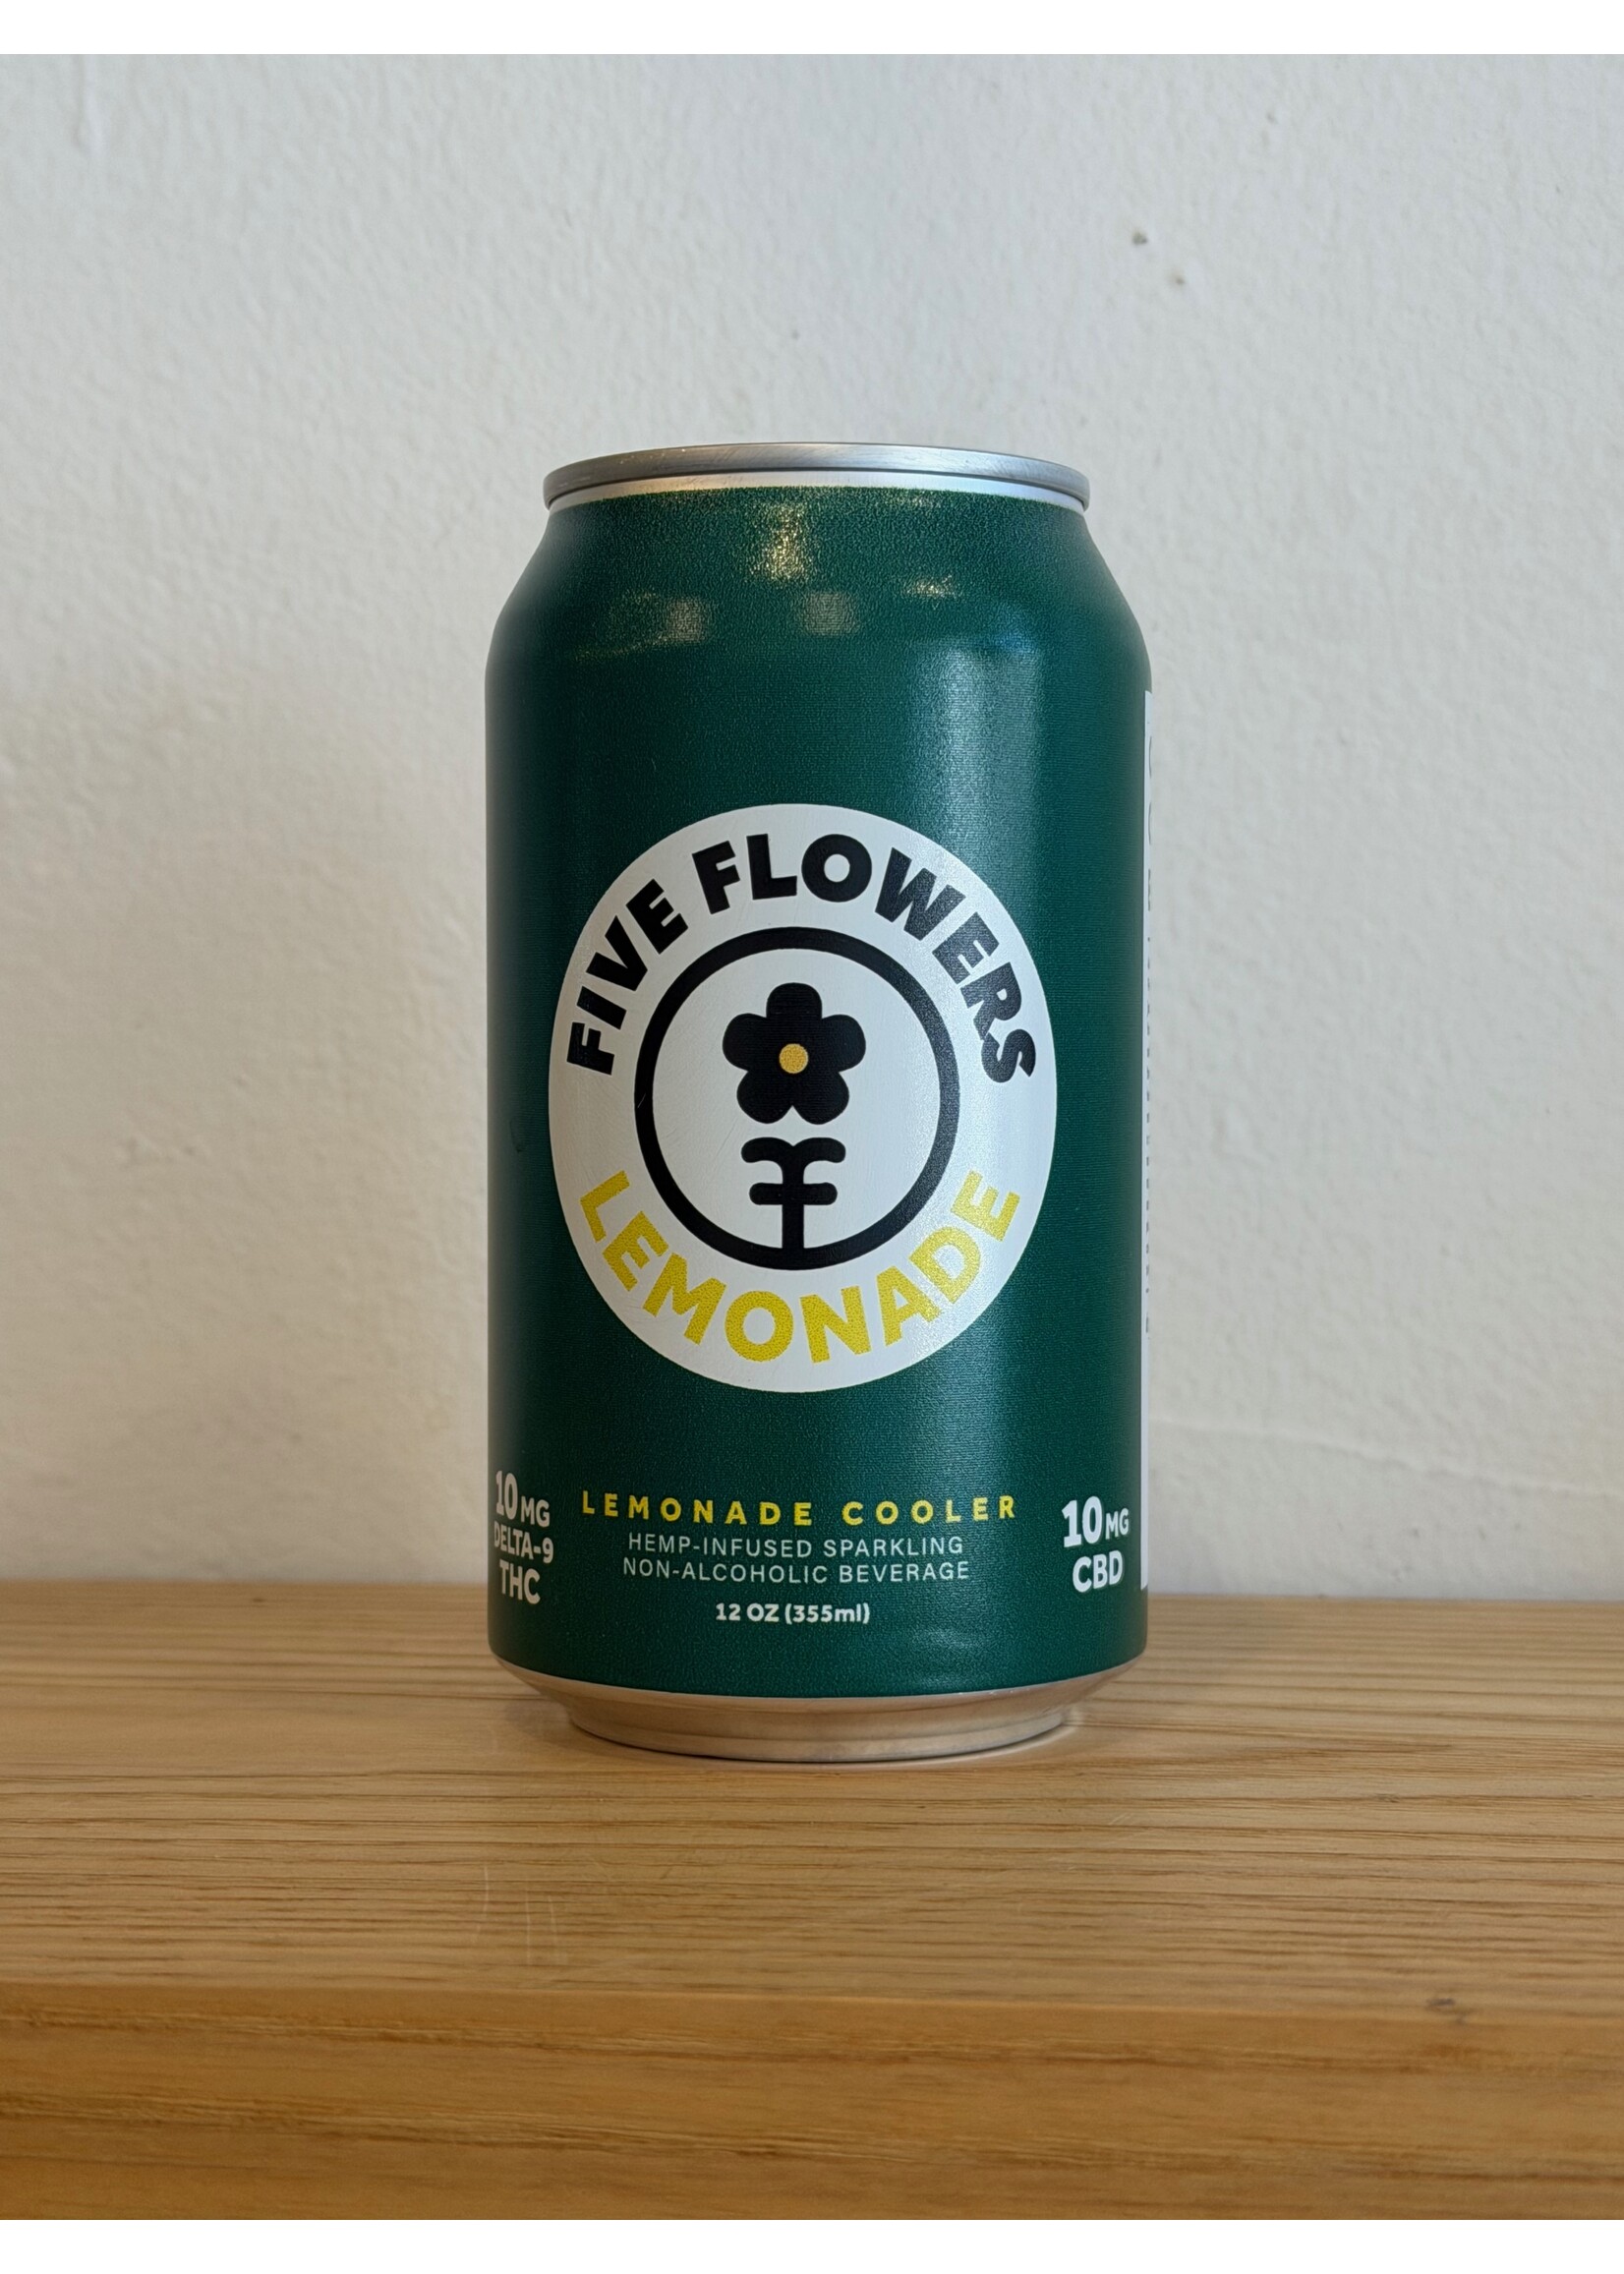 FIVE FLOWERS
LEMONADE
10MG
DELTA-9
THC
LEMONADE COOLER
HEMP-INFUSED SPARKLING
NON-ALCOHOLIC BEVERAGE
12 OZ (355ml)
10MG
CBD